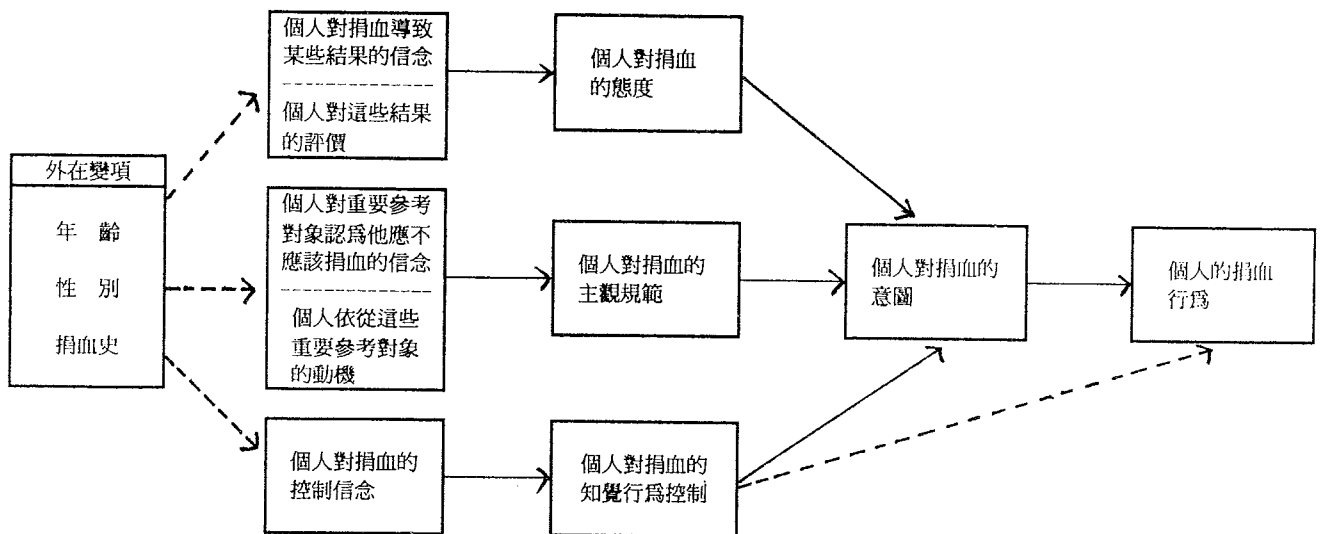 外在變項
年 齡
性 別
捐血史
個人對捐血導致
某些結果的信念
個人對這些結果
的評價
個人對重要參考
對象認爲他應不
應該捐血的信念
個人依從這些
重要參考對象
的動機
個人對捐血的
控制信念
個人對捐血
的態度
個人對捐血的
主觀規範
個人對捐血的
知覺行爲控制
個人對捐血的
意圖
個人的捐血
行爲